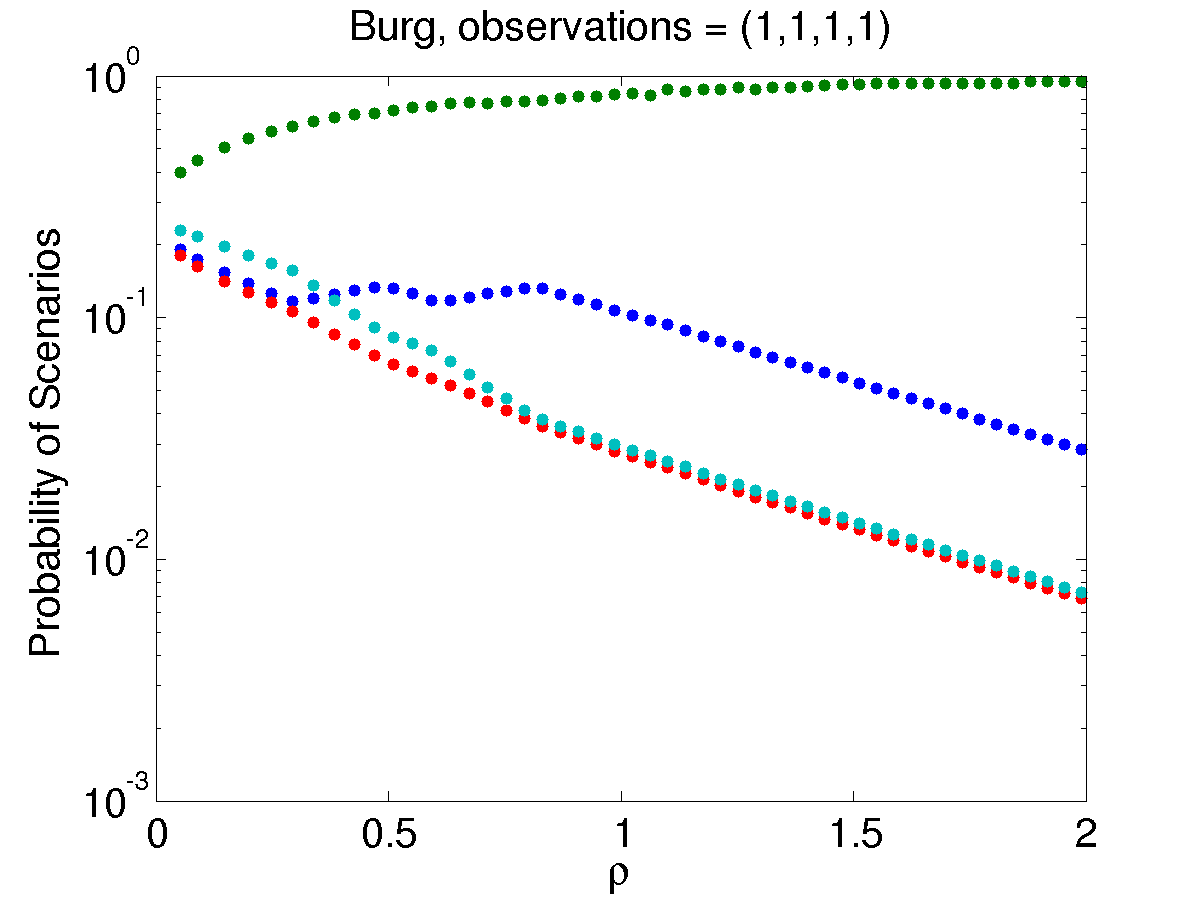 Burg, observations = (1,1,1,1)
10^0
10^-1
10^-2
10^-3
Probability of Scenarios
0 0.5 1 1.5 2
ρ